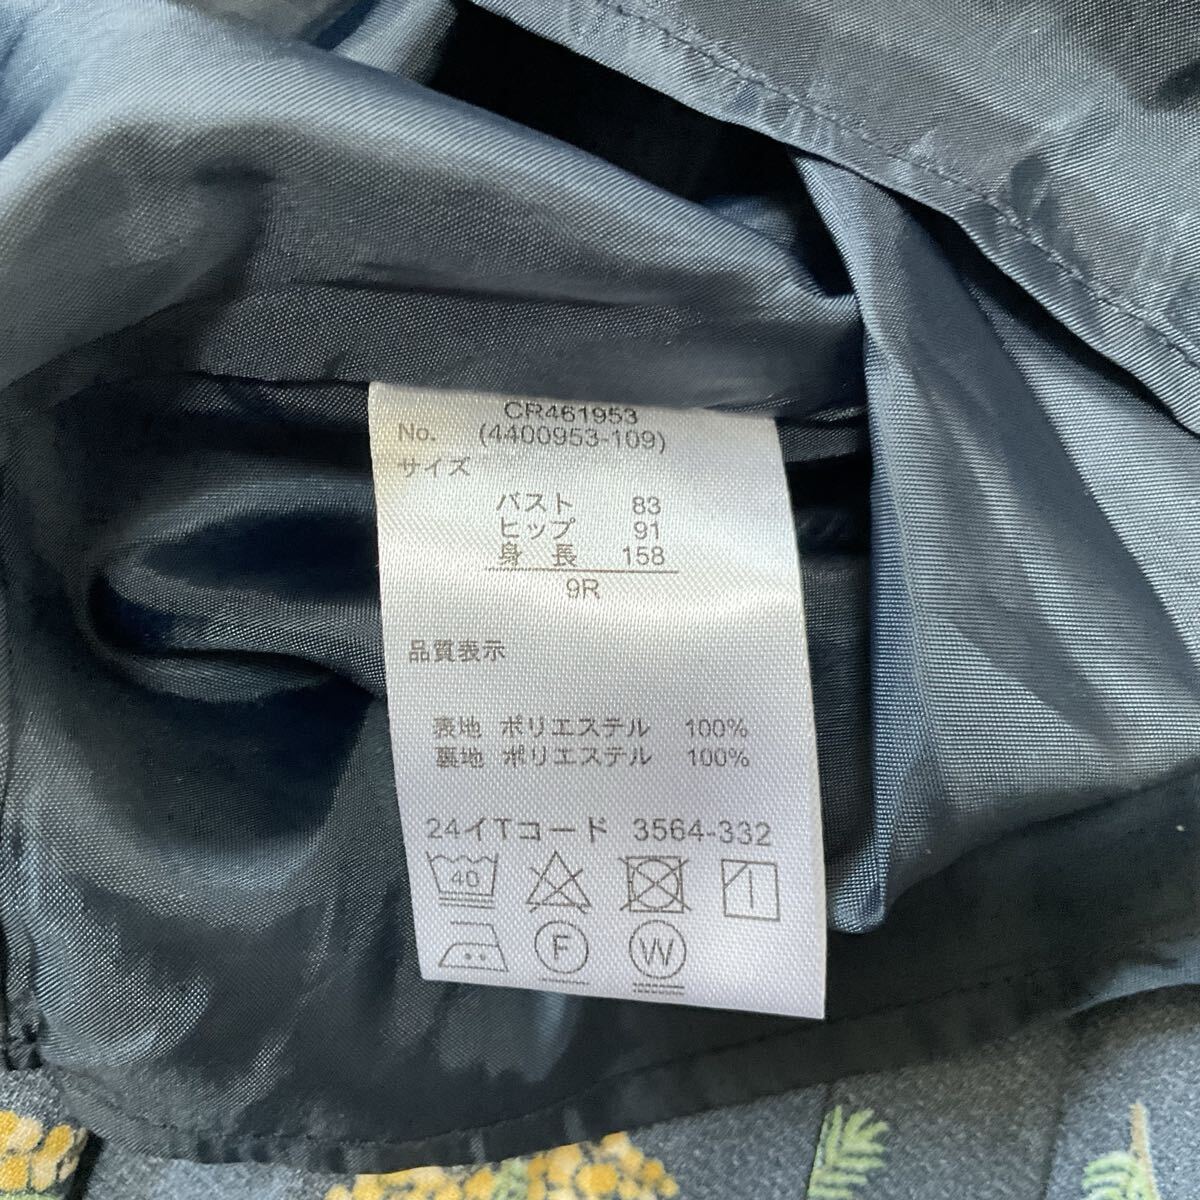 CR461953
No. (4400953-109)
サイズ
バスト 83
ヒップ 91
身 長 158
9R
品質表示
表地 ポリエステル 100%
裏地 ポリエステル 100%
24イTコード 3564-332
40
F W